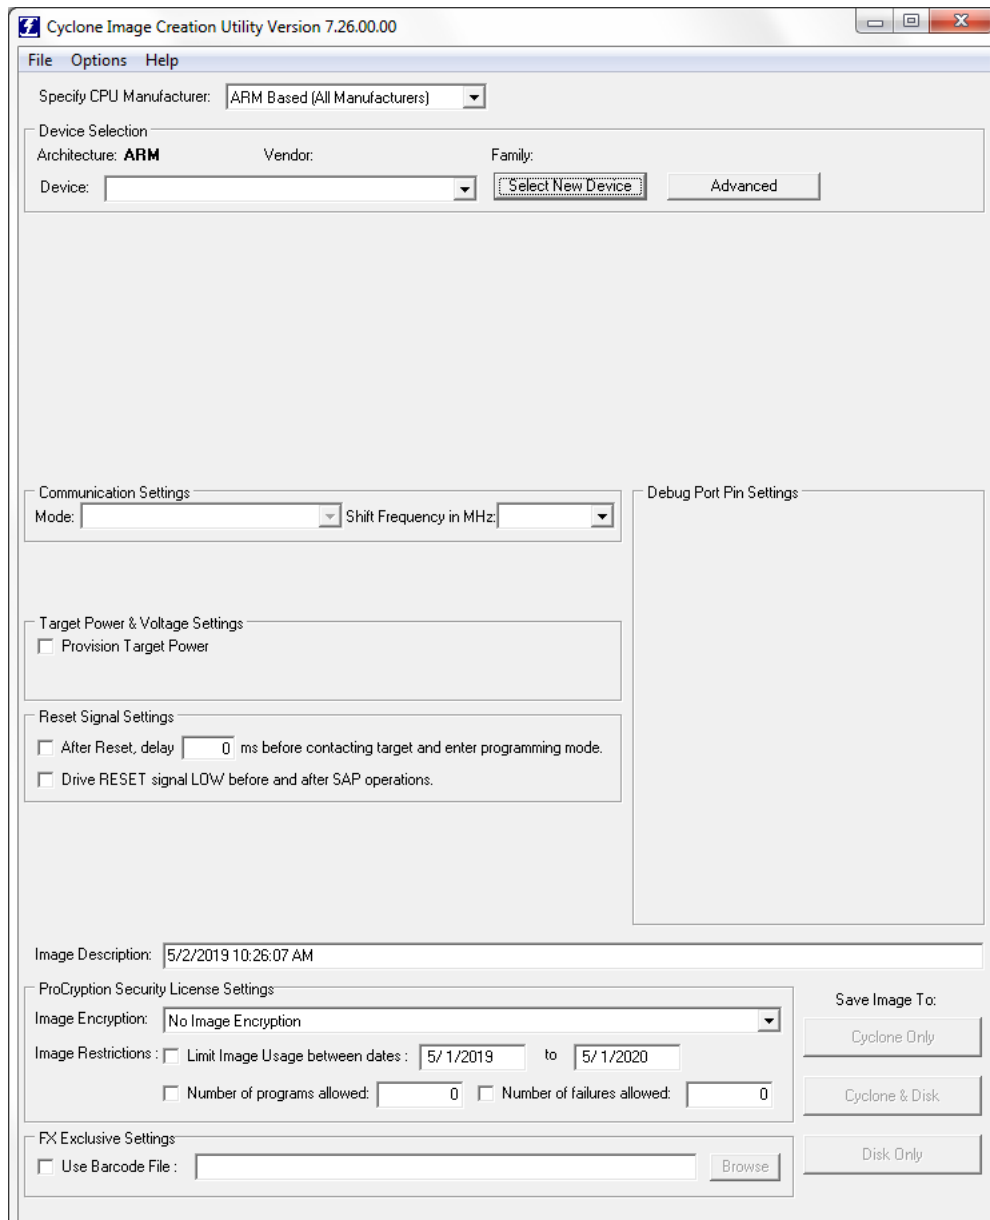 Cyclone Image Creation Utility Version 7.26.00.00
File Options Help
Specify CPU Manufacturer: ARM Based (All Manufacturers)
Device Selection
Architecture: ARM Vendor: Family:
Device: Select New Device Advanced
Communication Settings Debug Port Pin Settings
Mode: Shift Frequency in MHz:
Target Power & Voltage Settings
Provision Target Power
Reset Signal Settings
After Reset, delay 0 ms before contacting target and enter programming mode.
Drive RESET signal LOW before and after SAP operations.
Image Description: 5/2/2019 10:26:07 AM
ProCryption Security License Settings
Save Image To:
Image Encryption: No Image Encryption
Cyclone Only
Image Restrictions : Limit Image Usage between dates : 5/ 1/2019 to 5/ 1/2020
Number of programs allowed: 0 Number of failures allowed: 0
Cyclone & Disk
FX Exclusive Settings
Use Barcode File : Browse
Disk Only